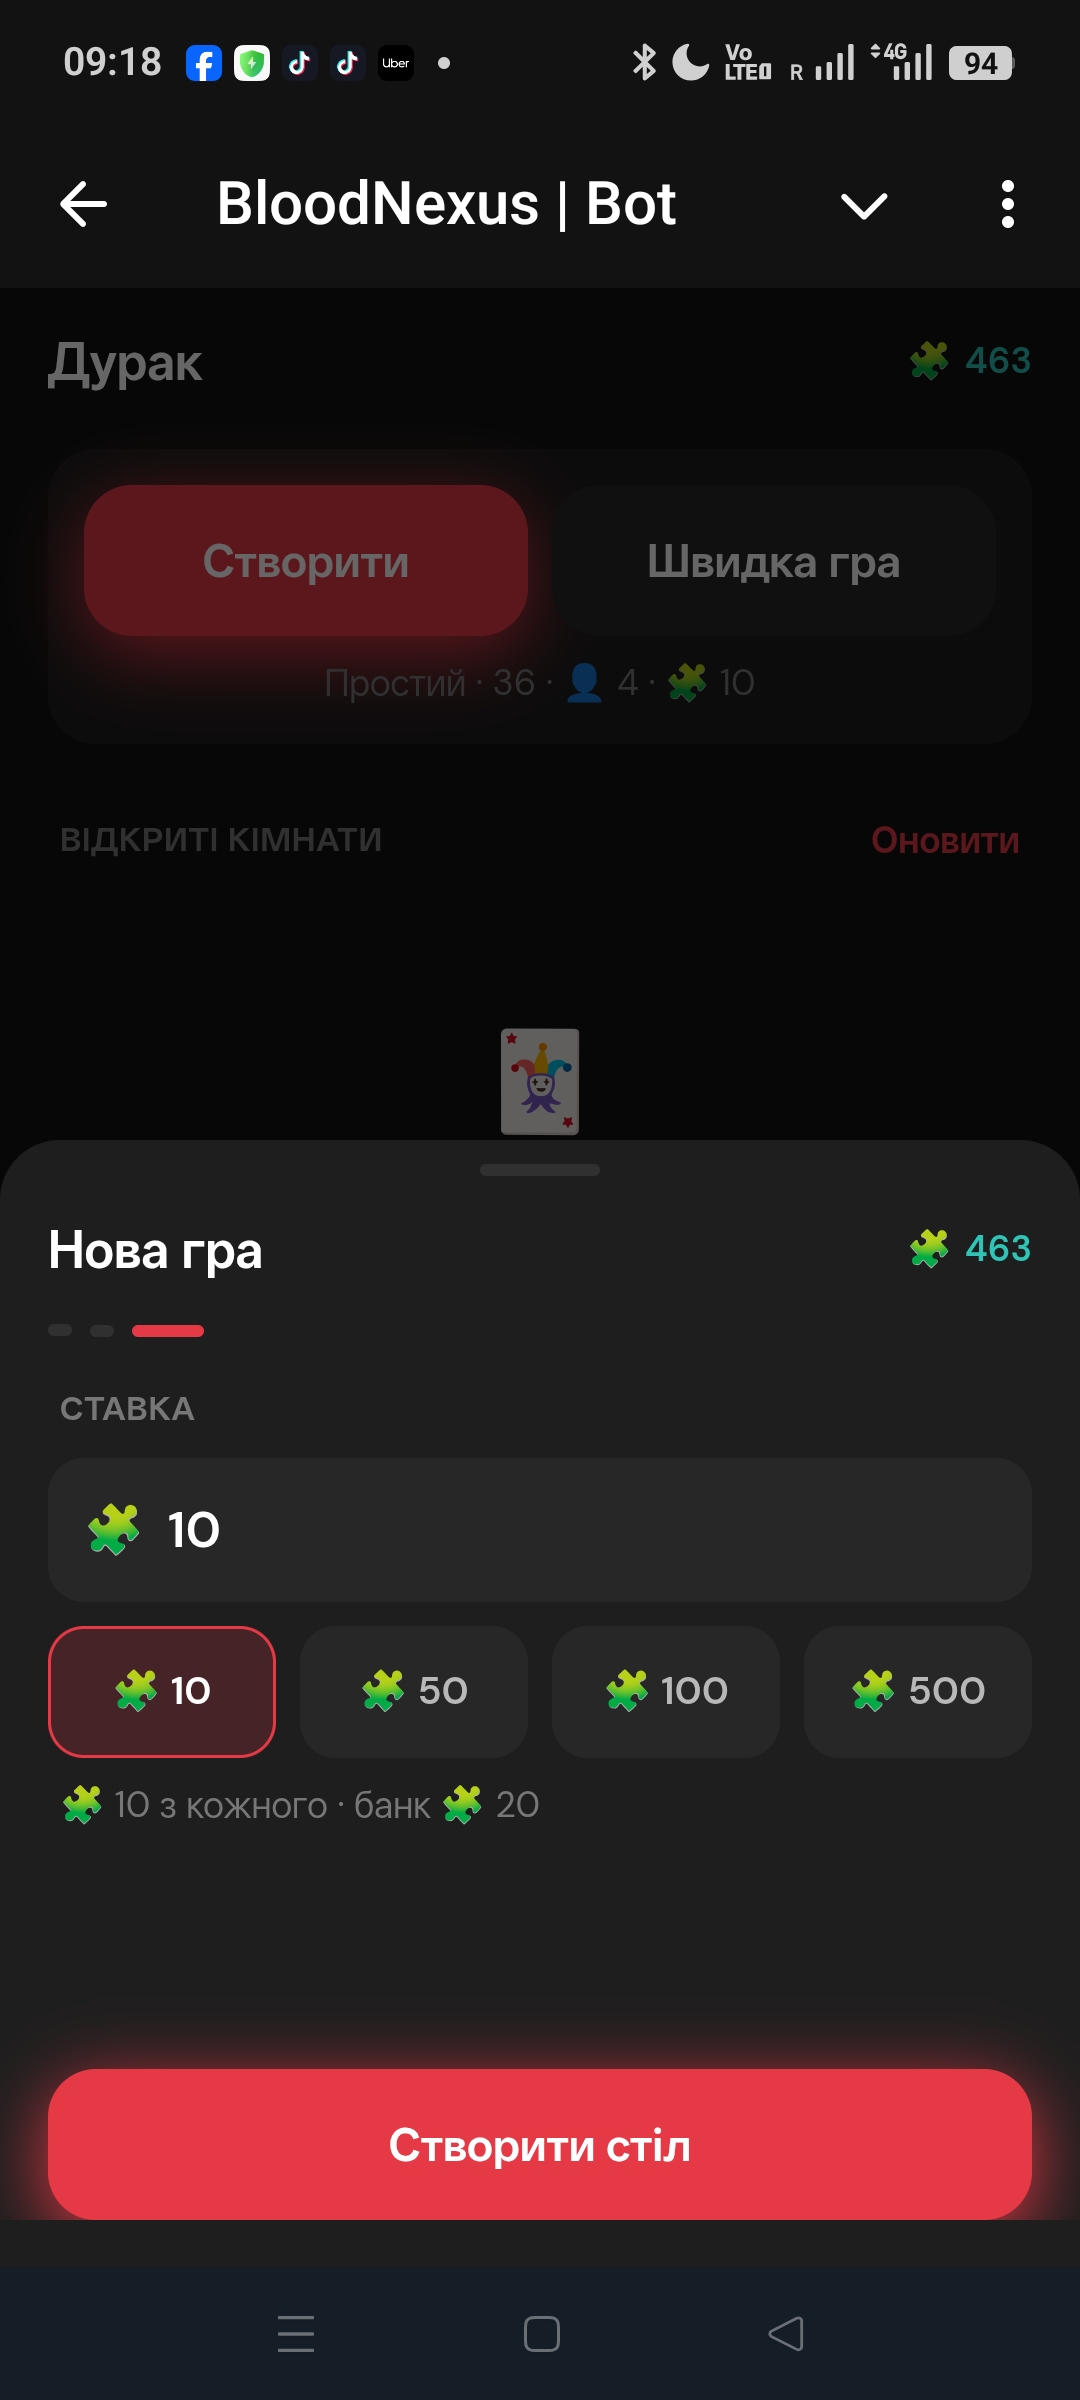 09:18 Uber Vo LTE R 4G 94
BloodNexus | Bot
Дурак 463
Створити Швидка гра
Простий · 36 · 4 · 10
ВІДКРИТІ КІМНАТИ Оновити
Нова гра 463
СТАВКА
10
10 50 100 500
10 з кожного · банк 20
Створити стіл